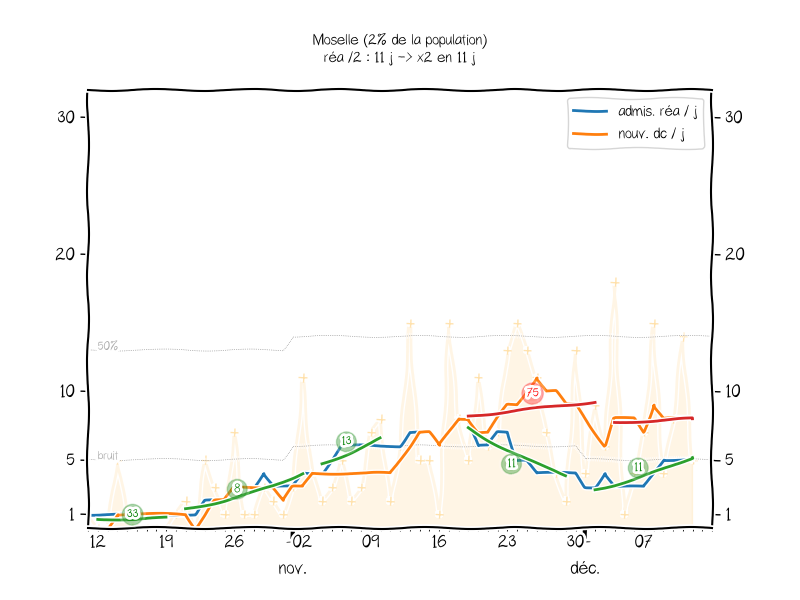 Moselle (2% de la population)
réa /2 : 11 j -> x2 en 11 j
admis. réa / j
nouv. dc / j
30
30
20
20
50%
10
10
75
13
bruit
5
5
11
11
8
33
1
1
12 19 26 02 09 16 23 30 07
nov. déc.